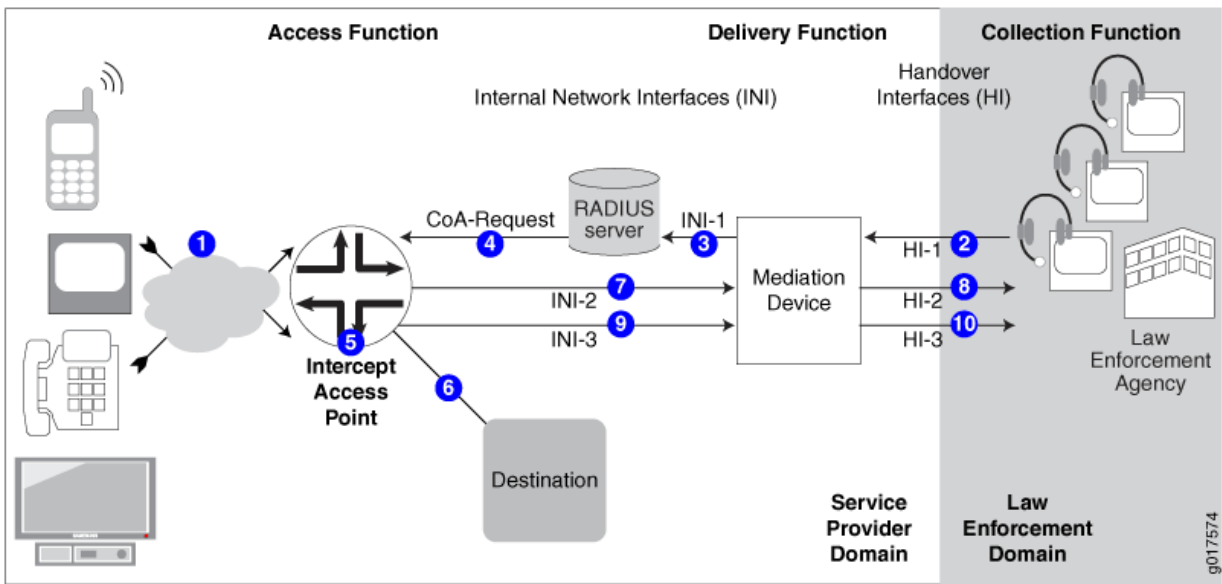 Access Function
Delivery Function
Collection Function
Internal Network Interfaces (INI)
Handover
Interfaces (HI)
CoA-Request
4
RADIUS
server
INI-1
3
HI-1
2
1
Mediation
Device
7
INI-2
8
HI-2
9
INI-3
10
HI-3
5
Intercept
Access
Point
6
Destination
Law
Enforcement
Agency
Service
Provider
Domain
Law
Enforcement
Domain
g017574